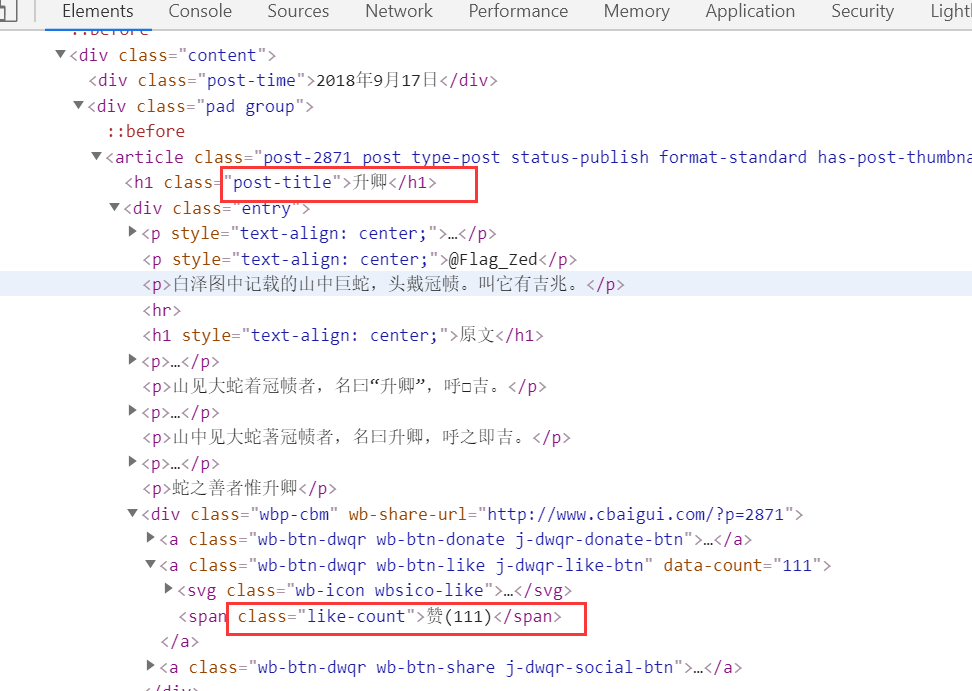 Elements Console Sources Network Performance Memory Application Security Light
::before
<div class="content">
<div class="post-time">2018年9月17日</div>
<div class="pad group">
::before
<article class="post-2871 post type-post status-publish format-standard has-post-thumbna
<h1 class="post-title">升卿</h1>
<div class="entry">
<p style="text-align: center;">…</p>
<p style="text-align: center;">@Flag_Zed</p>
<p>白泽图中记载的山中巨蛇，头戴冠帻。叫它有吉兆。</p>
<hr>
<h1 style="text-align: center;">原文</h1>
<p>…</p>
<p>山见大蛇着冠帻者，名曰“升卿”，呼□吉。</p>
<p>…</p>
<p>山中见大蛇著冠帻者，名曰升卿，呼之即吉。</p>
<p>…</p>
<p>蛇之善者惟升卿</p>
<div class="wbp-cbm" wb-share-url="http://www.cbaigui.com/?p=2871">
<a class="wb-btn-dwqr wb-btn-donate j-dwqr-donate-btn">…</a>
<a class="wb-btn-dwqr wb-btn-like j-dwqr-like-btn" data-count="111">
<svg class="wb-icon wbsico-like">…</svg>
<span class="like-count">赞(111)</span>
</a>
<a class="wb-btn-dwqr wb-btn-share j-dwqr-social-btn">…</a>
</div>